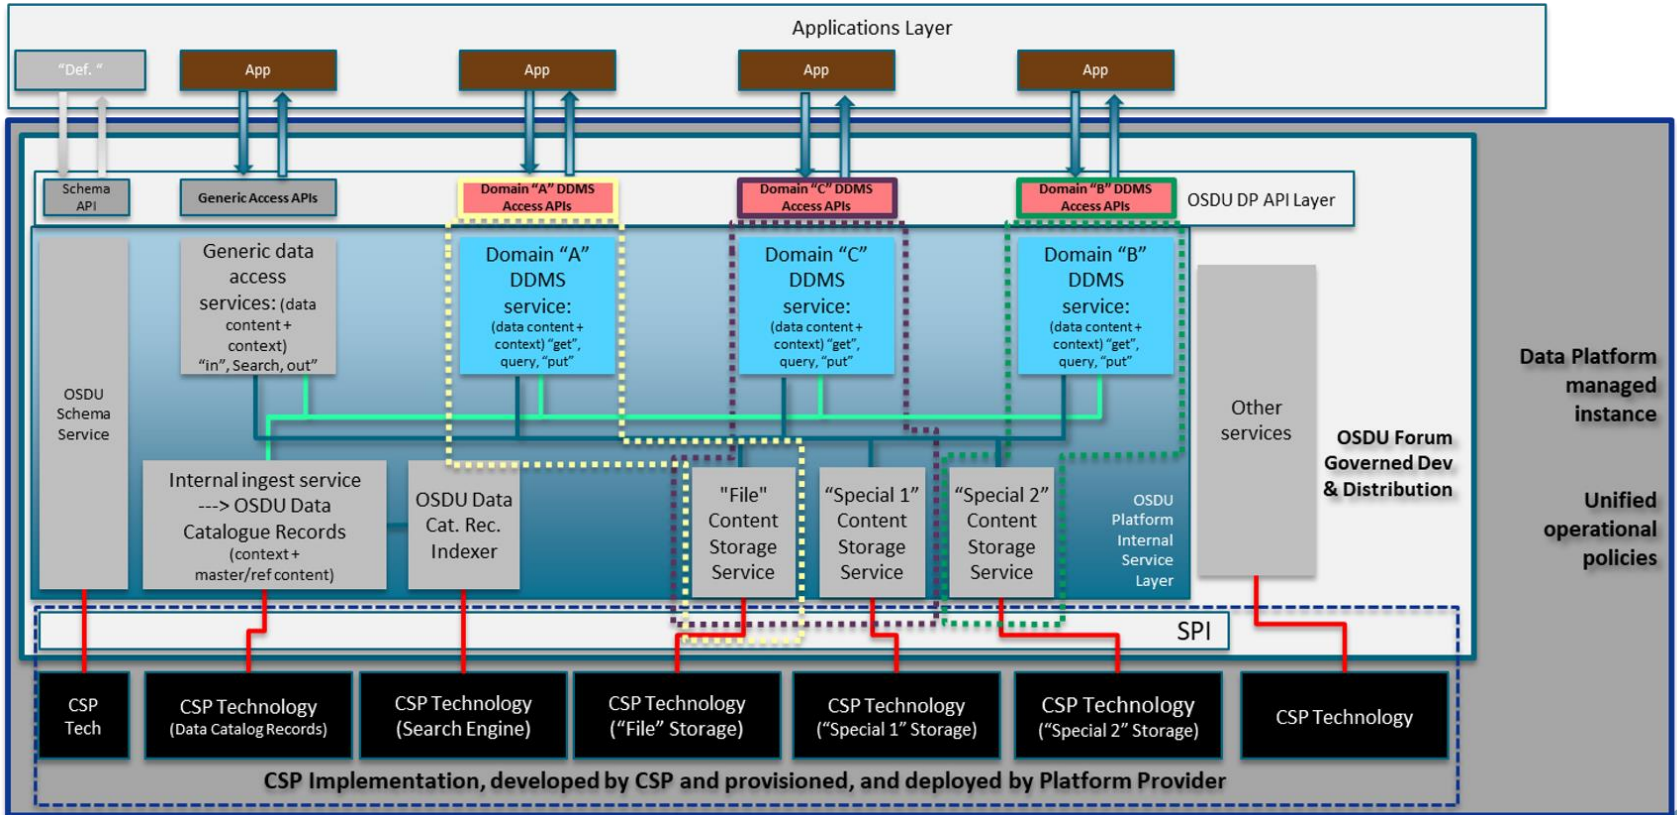 Applications Layer
"Def. "
App
App
App
App
Schema
API
Generic Access APIs
Domain “A” DDMS
Access APIs
Domain “C” DDMS
Access APIs
Domain “B” DDMS
Access APIs
OSDU DP API Layer
OSDU
Schema
Service
Generic data
access
services: (data
content +
context)
“in”, Search, out”
Domain “A”
DDMS
service:
(data content +
context) “get”,
query, “put”
Domain “C”
DDMS
service:
(data content +
context) “get”,
query, “put”
Domain “B”
DDMS
service:
(data content +
context) “get”,
query, “put”
Other
services
Internal ingest service
---> OSDU Data
Catalogue Records
(context +
master/ref content)
OSDU Data
Cat. Rec.
Indexer
"File"
Content
Storage
Service
“Special 1”
Content
Storage
Service
“Special 2”
Content
Storage
Service
OSDU
Platform
Internal
Service
Layer
OSDU Forum
Governed Dev
& Distribution
Data Platform
managed
instance
Unified
operational
policies
SPI
CSP
Tech
CSP Technology
(Data Catalog Records)
CSP Technology
(Search Engine)
CSP Technology
(“File” Storage)
CSP Technology
(“Special 1” Storage)
CSP Technology
(“Special 2” Storage)
CSP Technology
CSP Implementation, developed by CSP and provisioned, and deployed by Platform Provider